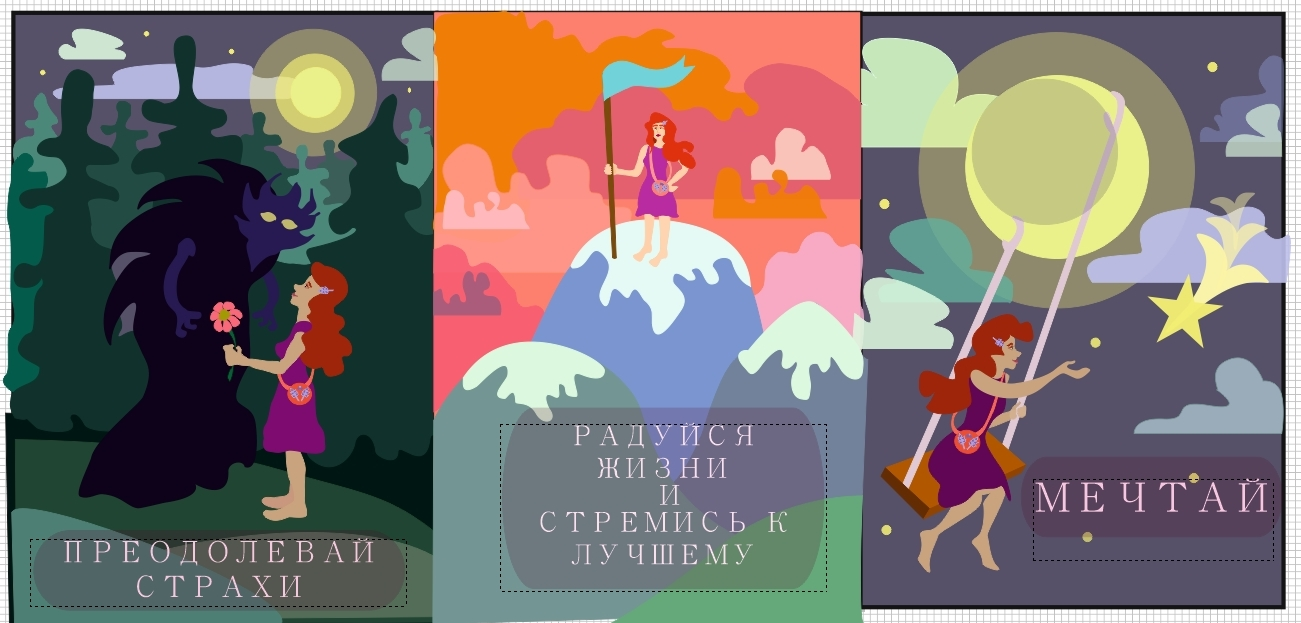 ПРЕОДОЛЕВАЙ
СТРАХИ
РАДУЙСЯ
ЖИЗНИ
И
СТРЕМИСЬ К
ЛУЧШЕМУ
МЕЧТАЙ